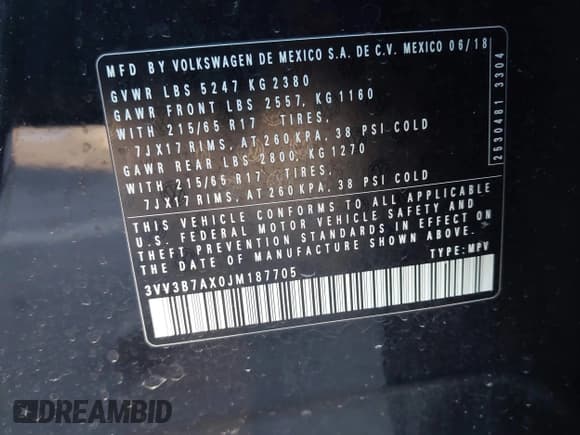 MFD BY VOLKSWAGEN DE MEXICO S.A. DE C.V. MEXICO 06/18
GVWR LBS 5247 KG 2380
GAWR FRONT LBS 2557, KG 1160
WITH 215/65 R17 TIRES,
7JX17 RIMS, AT 260 KPA, 38 PSI COLD
GAWR REAR LBS 2800, KG 1270
WITH 215/65 R17 TIRES,
7JX17 RIMS, AT 260 KPA, 38 PSI COLD
THIS VEHICLE CONFORMS TO ALL APPLICABLE
U.S. FEDERAL MOTOR VEHICLE SAFETY AND
THEFT PREVENTION STANDARDS IN EFFECT ON
THE DATE OF MANUFACTURE SHOWN ABOVE.
3VV3B7AX0JM187705 TYPE: MPV
2530481 3304
DREAMBID